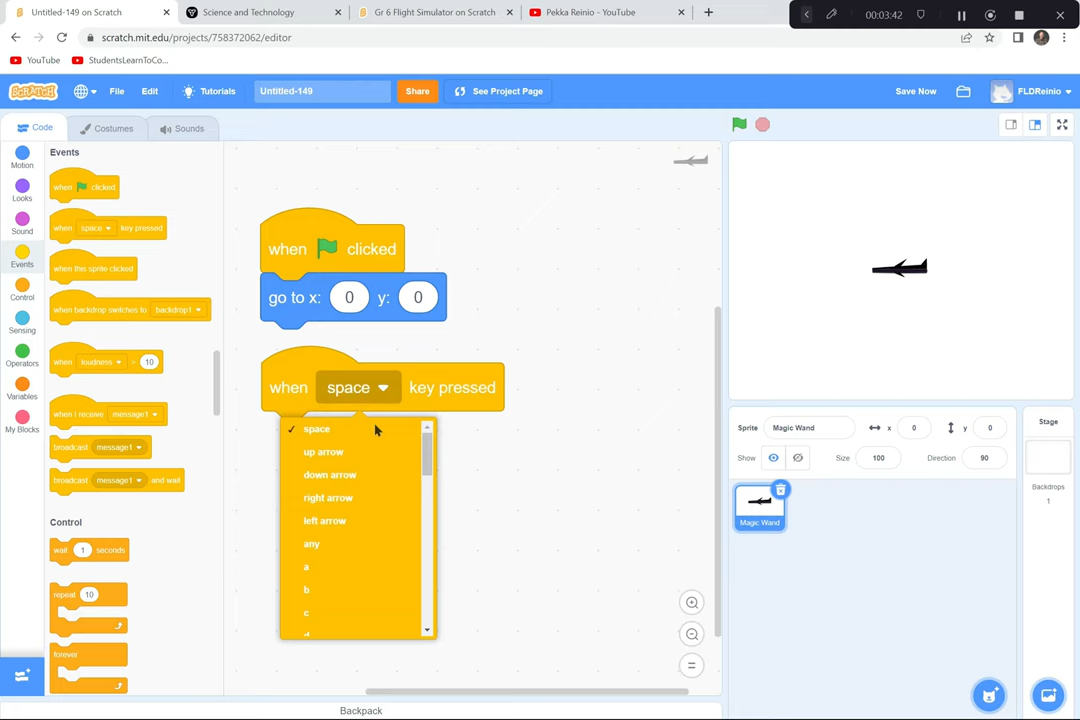 Untitled-149 on Scratch
Science and Technology
Gr 6 Flight Simulator on Scratch
Pekka Reinio - YouTube
00:03:42
scratch.mit.edu/projects/758372062/editor
YouTube
StudentsLearnToCo...
SCRATCH
File
Edit
Tutorials
Untitled-149
Share
See Project Page
Save Now
FLDReinio
Code
Costumes
Sounds
Motion
Looks
Sound
Events
Control
Sensing
Operators
Variables
My Blocks
Events
when clicked
when space key pressed
when this sprite clicked
when backdrop switches to backdrop1
when loudness > 10
when I receive message1
broadcast message1
broadcast message1 and wait
Control
wait 1 seconds
repeat 10
forever
when clicked
go to x: 0 y: 0
when space key pressed
✓ space
up arrow
down arrow
right arrow
left arrow
any
a
b
c
d
Sprite Magic Wand x 0 y 0
Show Size 100 Direction 90
Magic Wand
Stage
Backdrops
1
Backpack